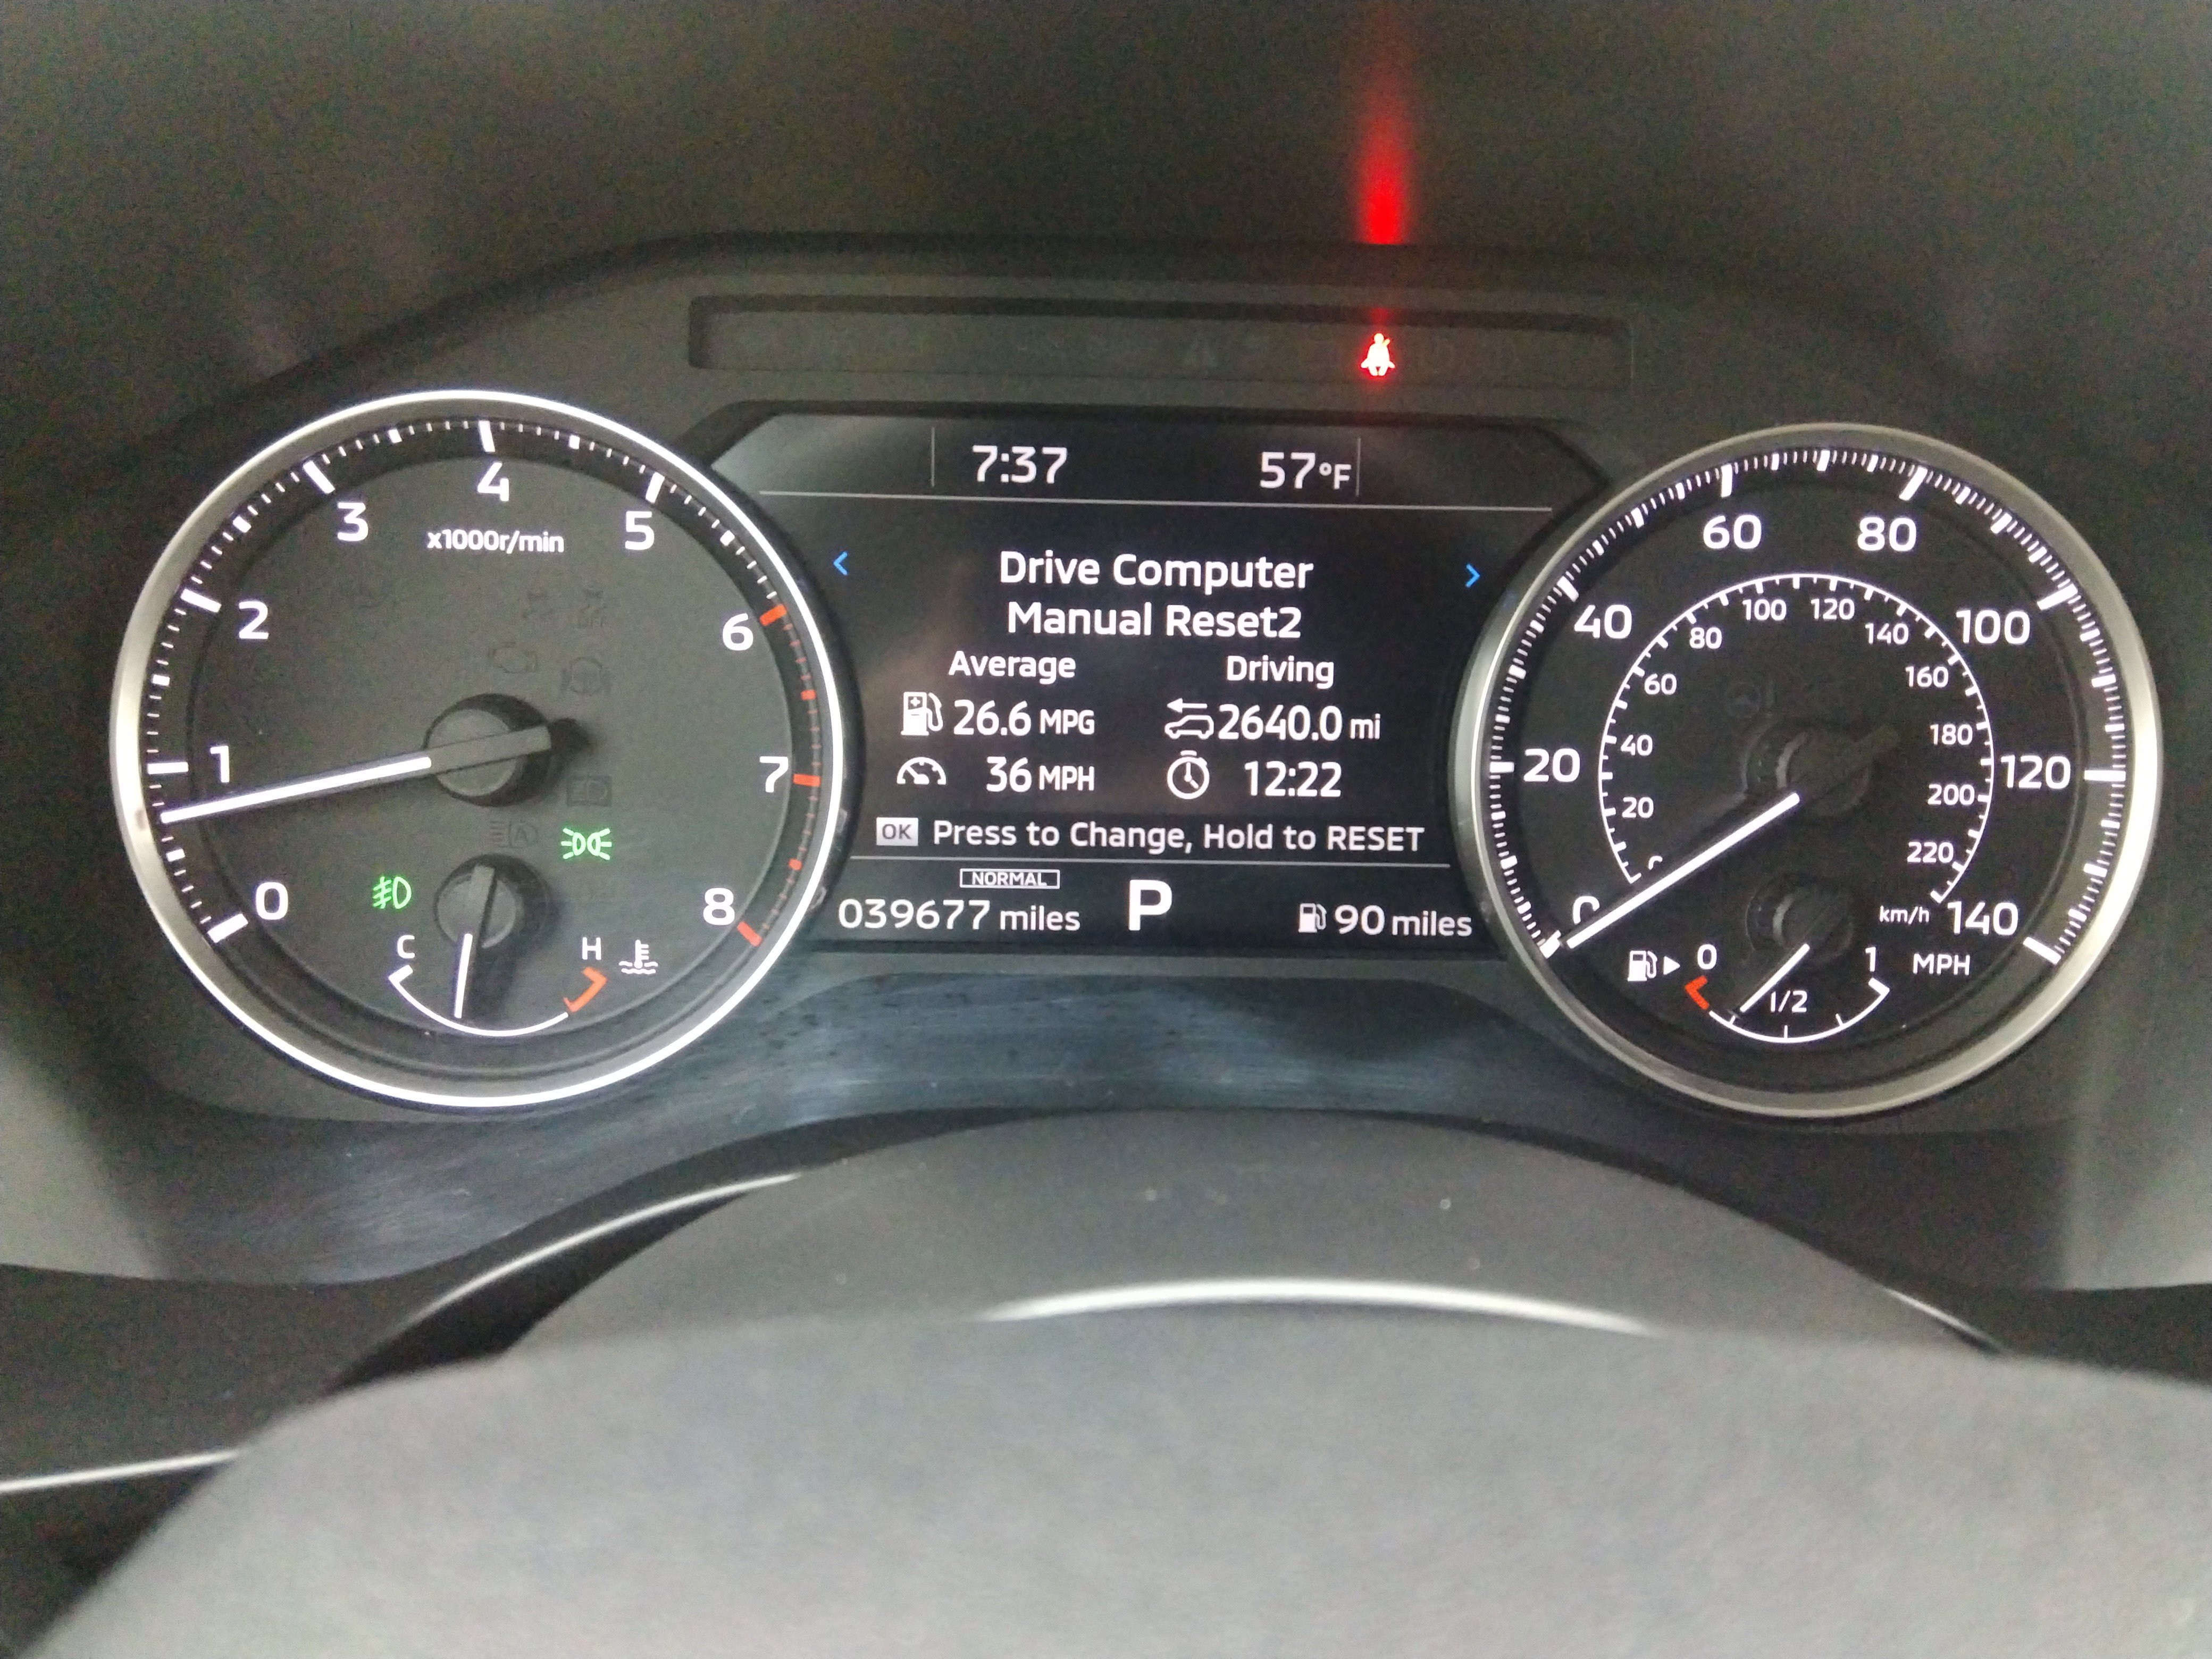 7:37 57°F
< >
Drive Computer
Manual Reset2
Average Driving
26.6 MPG 2640.0 mi
36 MPH 12:22
OK Press to Change, Hold to RESET
NORMAL
039677 miles P 90 miles
0 1 2 3 4 5 6 7 8
x1000r/min
A
C H
0 20 40 60 80 100 120 140
MPH
0 20 40 60 80 100 120 140 160 180 200 220
km/h
0 1/2 1